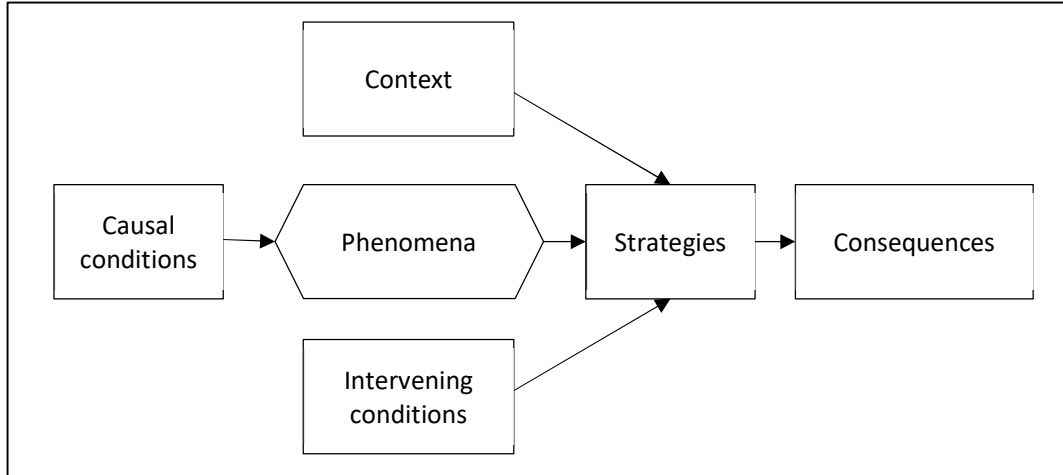 Context
Causal
conditions
Phenomena
Strategies
Consequences
Intervening
conditions